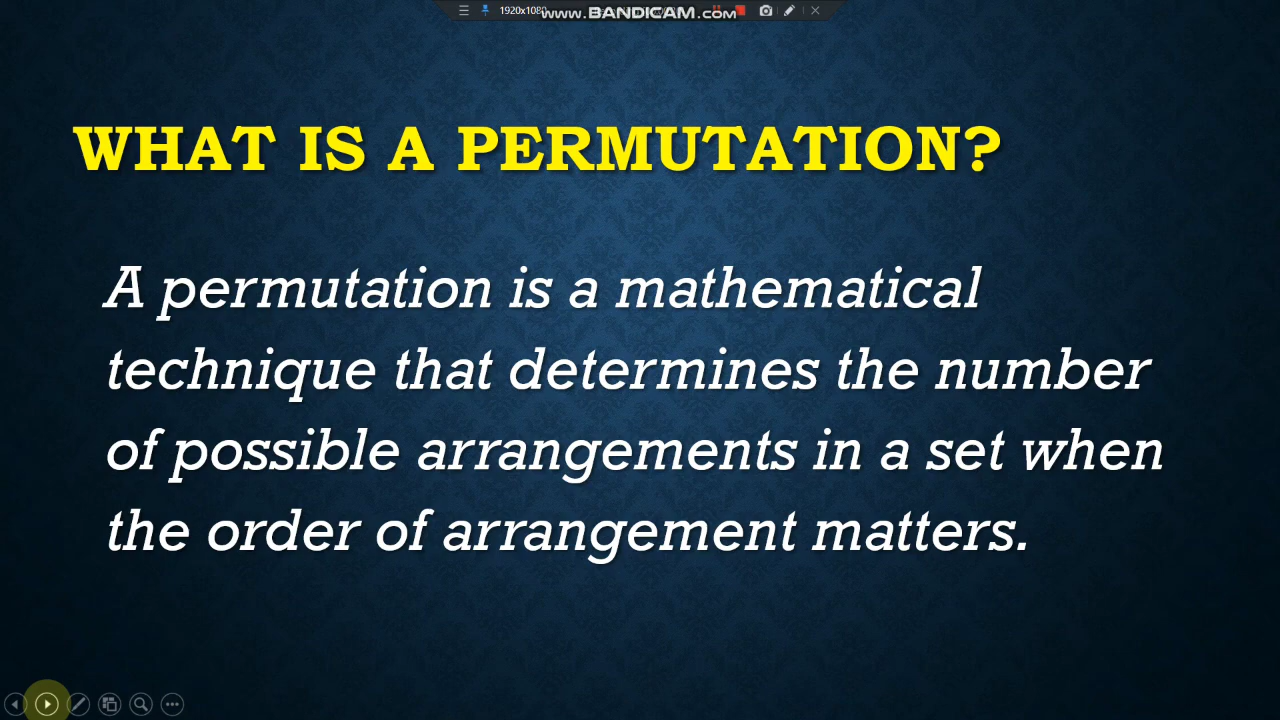 1920x1080 www.BANDICAM.com
WHAT IS A PERMUTATION?
A permutation is a mathematical
technique that determines the number
of possible arrangements in a set when
the order of arrangement matters.